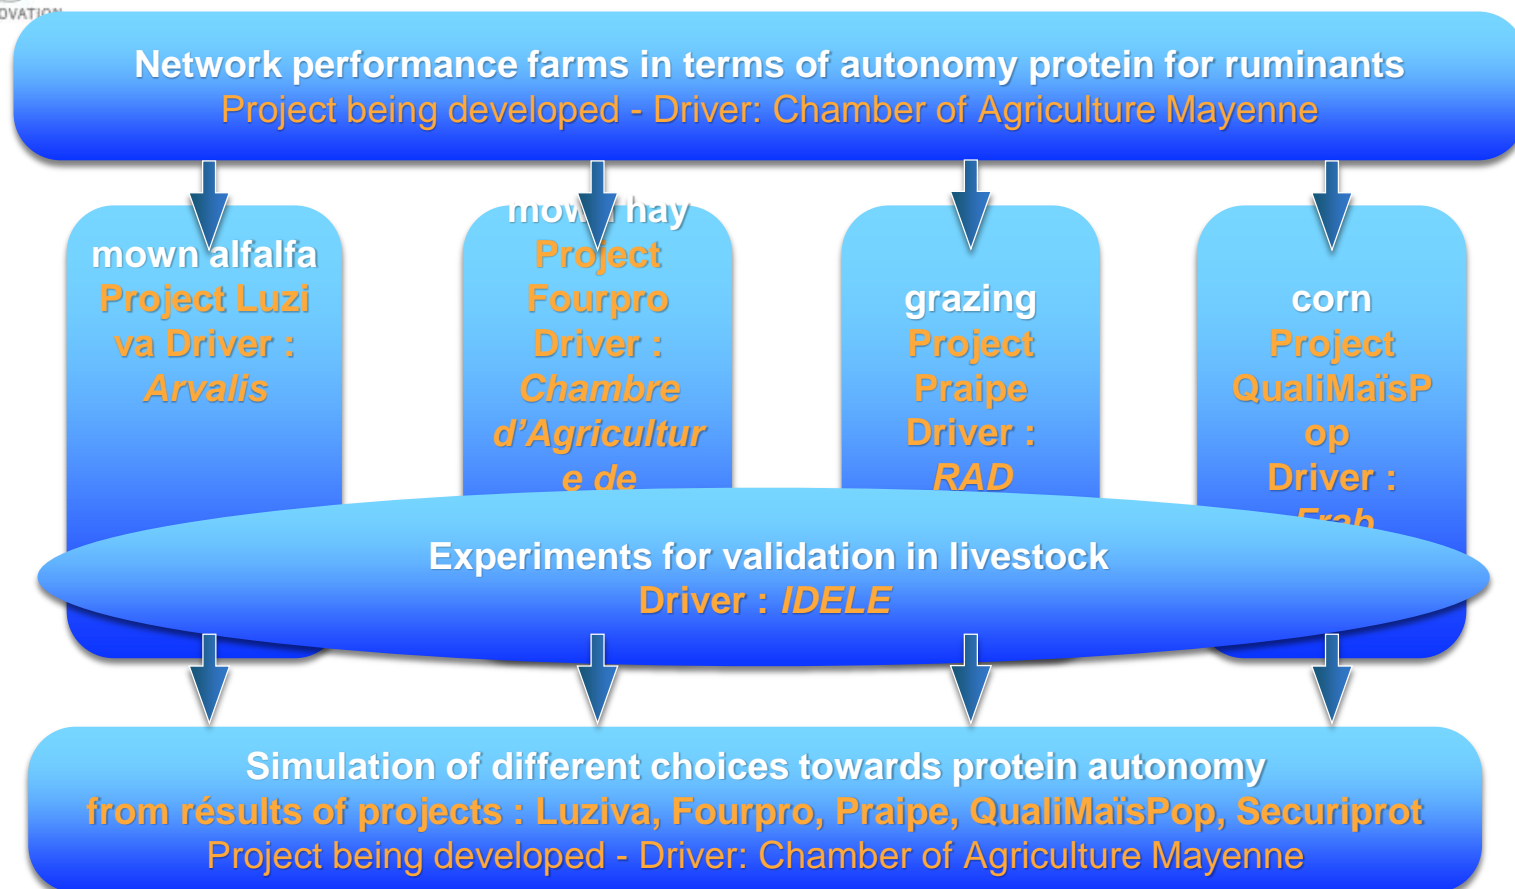 OVATION
Network performance farms in terms of autonomy protein for ruminants
Project being developed - Driver: Chamber of Agriculture Mayenne
mown alfalfa
Project Luzi
va Driver :
Arvalis
mown hay
Project
Fourpro
Driver :
Chambre
d’Agricultur
e de
grazing
Project
Praipe
Driver :
RAD
corn
Project
QualiMaïsP
op
Driver :
Frab
Experiments for validation in livestock
Driver : IDELE
Simulation of different choices towards protein autonomy
from résults of projects : Luziva, Fourpro, Praipe, QualiMaïsPop, Securiprot
Project being developed - Driver: Chamber of Agriculture Mayenne